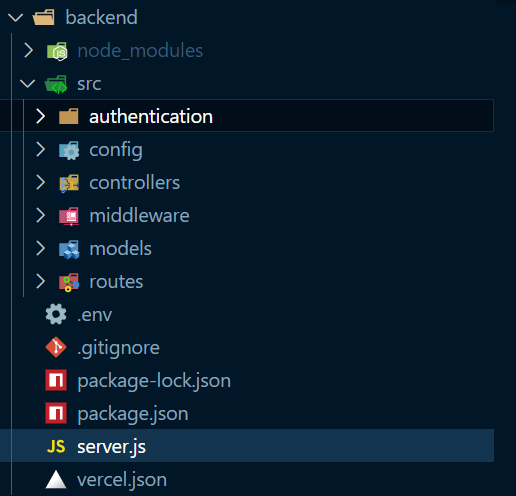 backend
node_modules
src
authentication
config
controllers
middleware
models
routes
.env
.gitignore
package-lock.json
package.json
JS server.js
vercel.json